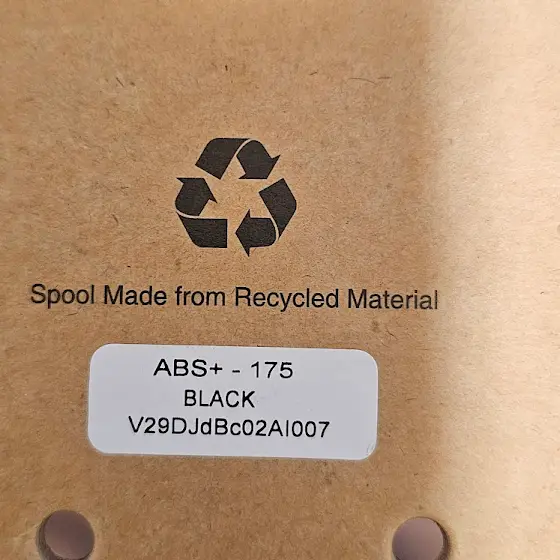 Spool Made from Recycled Material
ABS+ - 175
BLACK
V29DJdBc02AI007